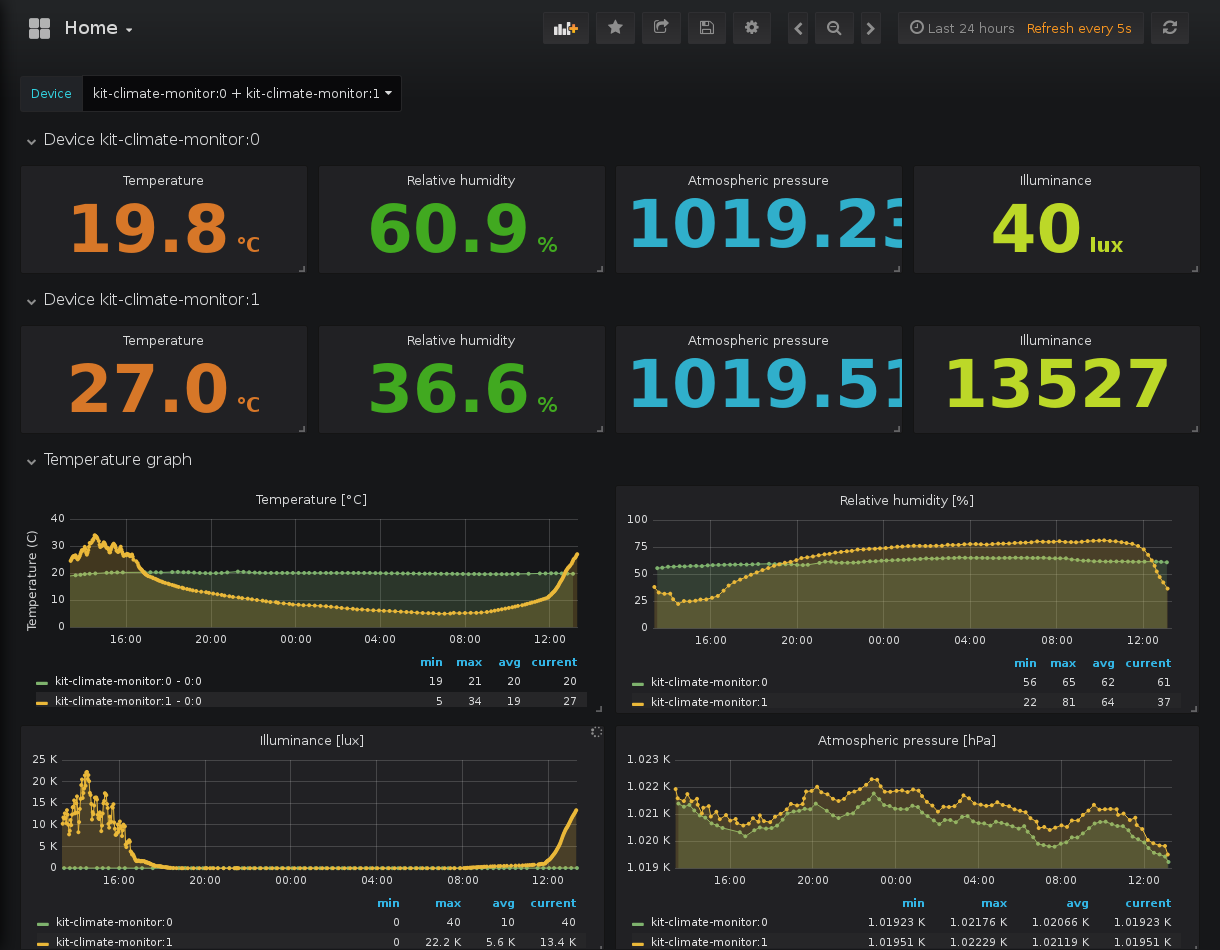 Home
Last 24 hours Refresh every 5s
Device kit-climate-monitor:0 + kit-climate-monitor:1
Device kit-climate-monitor:0
Temperature Relative humidity Atmospheric pressure Illuminance
19.8 °C 60.9 % 1019.23 40 lux
Device kit-climate-monitor:1
Temperature Relative humidity Atmospheric pressure Illuminance
27.0 °C 36.6 % 1019.51 13527
Temperature graph
Temperature [°C]
Temperature (C)
40
30
20
10
0
16:00 20:00 00:00 04:00 08:00 12:00
min max avg current
kit-climate-monitor:0 - 0:0 19 21 20 20
kit-climate-monitor:1 - 0:0 5 34 19 27
Relative humidity [%]
100
75
50
25
0
16:00 20:00 00:00 04:00 08:00 12:00
min max avg current
kit-climate-monitor:0 56 65 62 61
kit-climate-monitor:1 22 81 64 37
Illuminance [lux]
25 K
20 K
15 K
10 K
5 K
0
16:00 20:00 00:00 04:00 08:00 12:00
min max avg current
kit-climate-monitor:0 0 40 10 40
kit-climate-monitor:1 0 22.2 K 5.6 K 13.4 K
Atmospheric pressure [hPa]
1.023 K
1.022 K
1.021 K
1.020 K
1.019 K
16:00 20:00 00:00 04:00 08:00 12:00
min max avg current
kit-climate-monitor:0 1.01923 K 1.02176 K 1.02066 K 1.01923 K
kit-climate-monitor:1 1.01951 K 1.02229 K 1.02119 K 1.01951 K